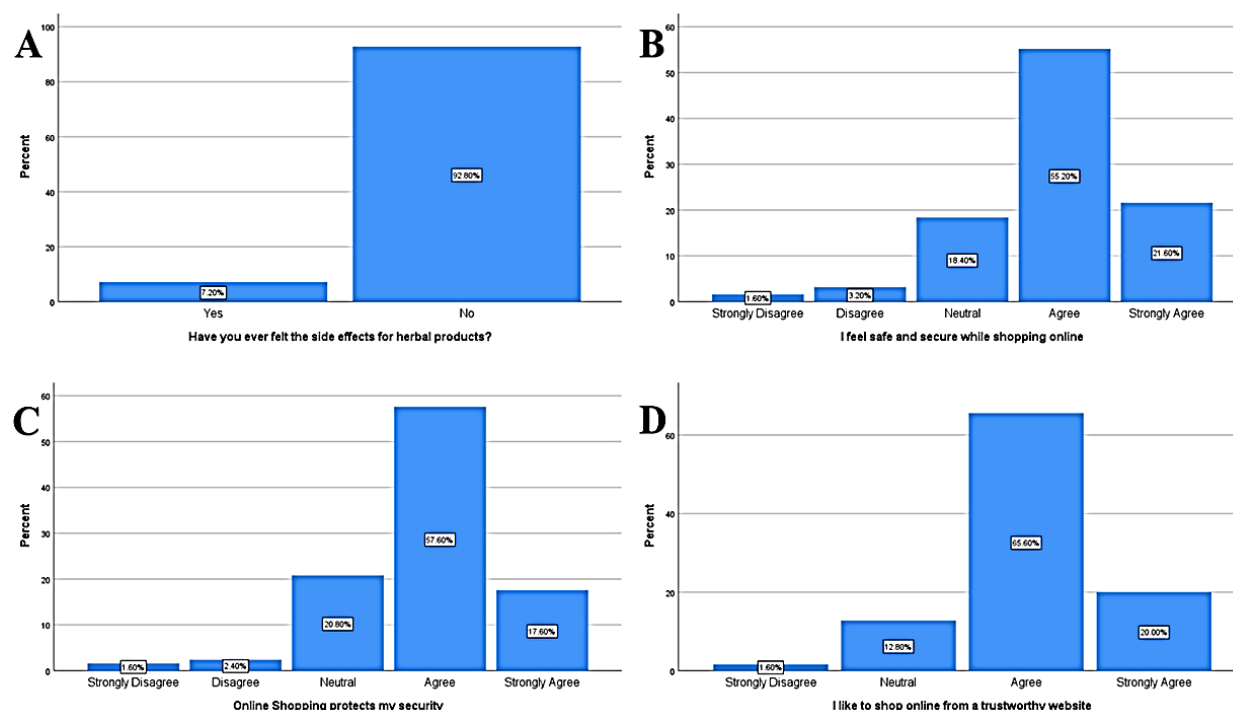 A
Percent
100
80
60
40
20
0
7.20%
92.80%
Yes No
Have you ever felt the side effects for herbal products?
B
Percent
60
50
40
30
20
10
0
1.60%
3.20%
18.40%
55.20%
21.60%
Strongly Disagree Disagree Neutral Agree Strongly Agree
I feel safe and secure while shopping online
C
Percent
60
50
40
30
20
10
0
1.60%
2.40%
20.80%
57.60%
17.60%
Strongly Disagree Disagree Neutral Agree Strongly Agree
Online Shopping protects my security
D
Percent
60
40
20
0
1.60%
12.80%
65.60%
20.00%
Strongly Disagree Neutral Agree Strongly Agree
I like to shop online from a trustworthy website